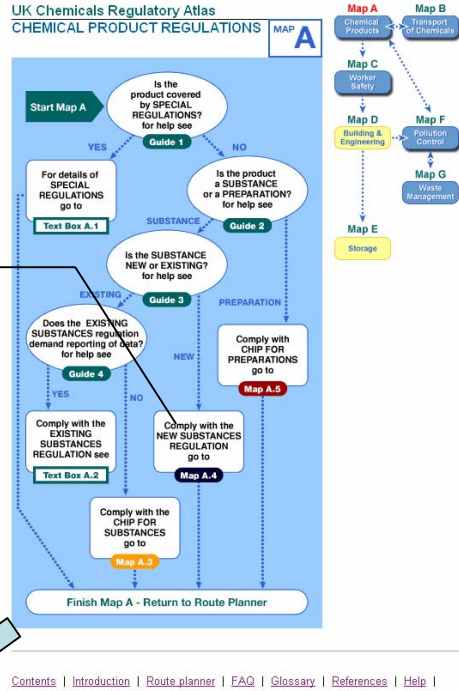 UK Chemicals Regulatory Atlas
CHEMICAL PRODUCT REGULATIONS
MAP A
Start Map A
Is the
product covered
by SPECIAL
REGULATIONS?
for help see
Guide 1
YES
NO
For details of
SPECIAL
REGULATIONS
go to
Text Box A.1
Is the product
a SUBSTANCE
or a PREPARATION?
for help see
Guide 2
SUBSTANCE
PREPARATION
Is the SUBSTANCE
NEW or EXISTING?
for help see
Guide 3
EXISTING
NEW
Does the EXISTING
SUBSTANCES regulation
demand reporting of data?
for help see
Guide 4
YES
NO
Comply with
CHIP FOR
PREPARATIONS
go to
Map A.5
Comply with the
EXISTING
SUBSTANCES
REGULATION see
Text Box A.2
Comply with the
NEW SUBSTANCES
REGULATION
go to
Map A.4
Comply with the
CHIP FOR
SUBSTANCES
go to
Map A.3
Finish Map A - Return to Route Planner
Map A
Chemical
Products
Map B
Transport
of Chemicals
Map C
Worker
Safety
Map D
Building &
Engineering
Map F
Pollution
Control
Map G
Waste
Management
Map E
Storage
Contents | Introduction | Route planner | FAQ | Glossary | References | Help |